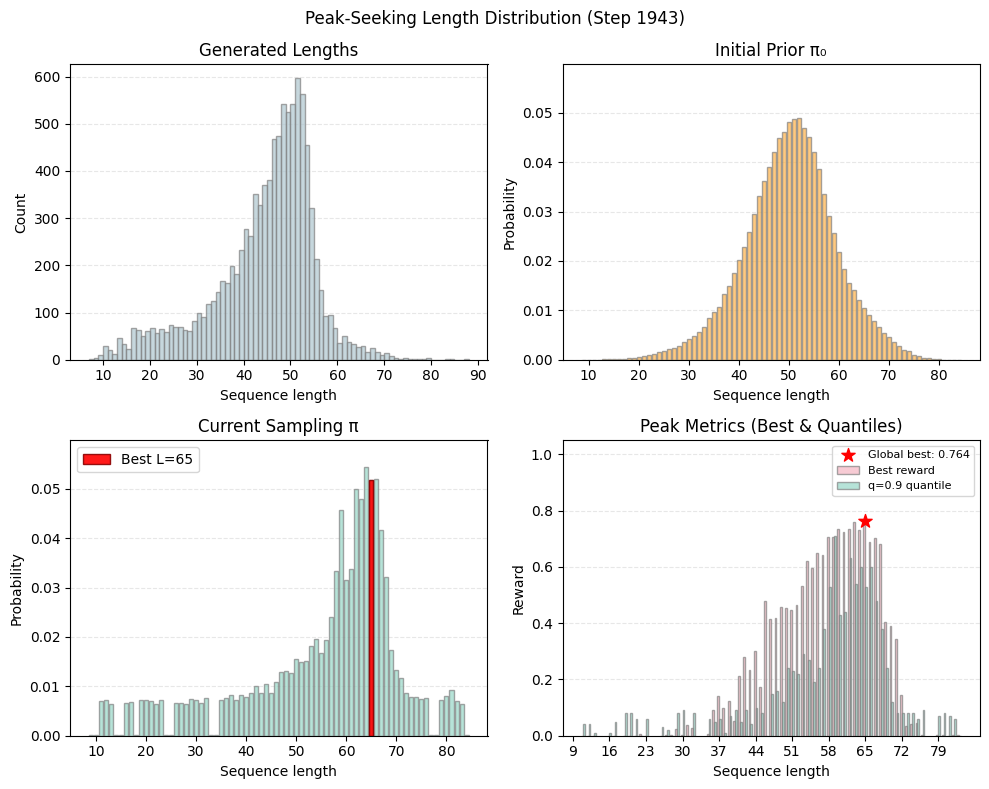 Peak-Seeking Length Distribution (Step 1943)
Generated Lengths
Count
600
500
400
300
200
100
0
10 20 30 40 50 60 70 80 90
Sequence length
Initial Prior π₀
Probability
0.05
0.04
0.03
0.02
0.01
0.00
10 20 30 40 50 60 70 80
Sequence length
Current Sampling π
Best L=65
Probability
0.05
0.04
0.03
0.02
0.01
0.00
10 20 30 40 50 60 70 80
Sequence length
Peak Metrics (Best & Quantiles)
Global best: 0.764
Best reward
q=0.9 quantile
Reward
1.0
0.8
0.6
0.4
0.2
0.0
9 16 23 30 37 44 51 58 65 72 79
Sequence length